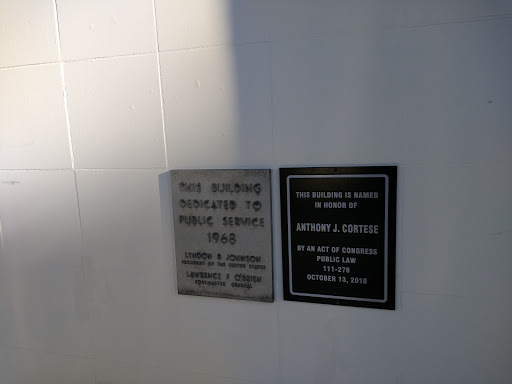 THIS BUILDING
DEDICATED TO
PUBLIC SERVICE
1968
LYNDON B JOHNSON
PRESIDENT OF THE UNITED STATES
LAWRENCE F O'BRIEN
POSTMASTER GENERAL
THIS BUILDING IS NAMED
IN HONOR OF
ANTHONY J. CORTESE
BY AN ACT OF CONGRESS
PUBLIC LAW
111-278
OCTOBER 13, 2010